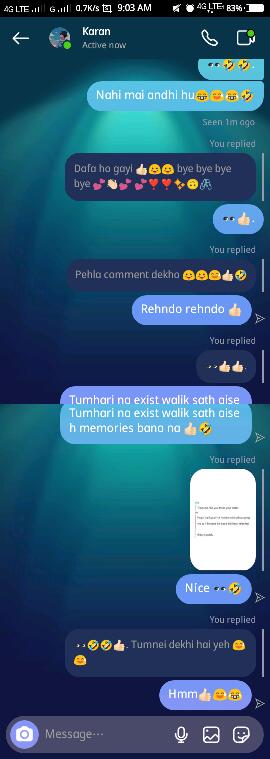 4G LTE G 0.7K/s 9:03 AM 4G LTE 83%
Karan
Active now
👓🤣🤣.
Nahi mai andhi hu😂🤗😂🤣
Seen 1m ago
You replied
Dafa ho gayi 👍🏻🤗🤗 bye bye bye
bye 💕👋🏻💕💕❣️❣️✨🙃🚲
👓👍🏻.
You replied
Pehla comment dekho 🤗🤗🤗👍🏻🤣
Rehndo rehndo 👍🏻
You replied
👓👍🏻👍🏻.
Tumhari na exist walik sath aise
Tumhari na exist walik sath aise
h memories bana na 👍🏻🤣
You replied
Nice 👓🤣
You replied
👓🤣🤣👍🏻. Tumnei dekhi hai yeh 🤗
🤗
Hmm👍🏻🤗😂
Message...